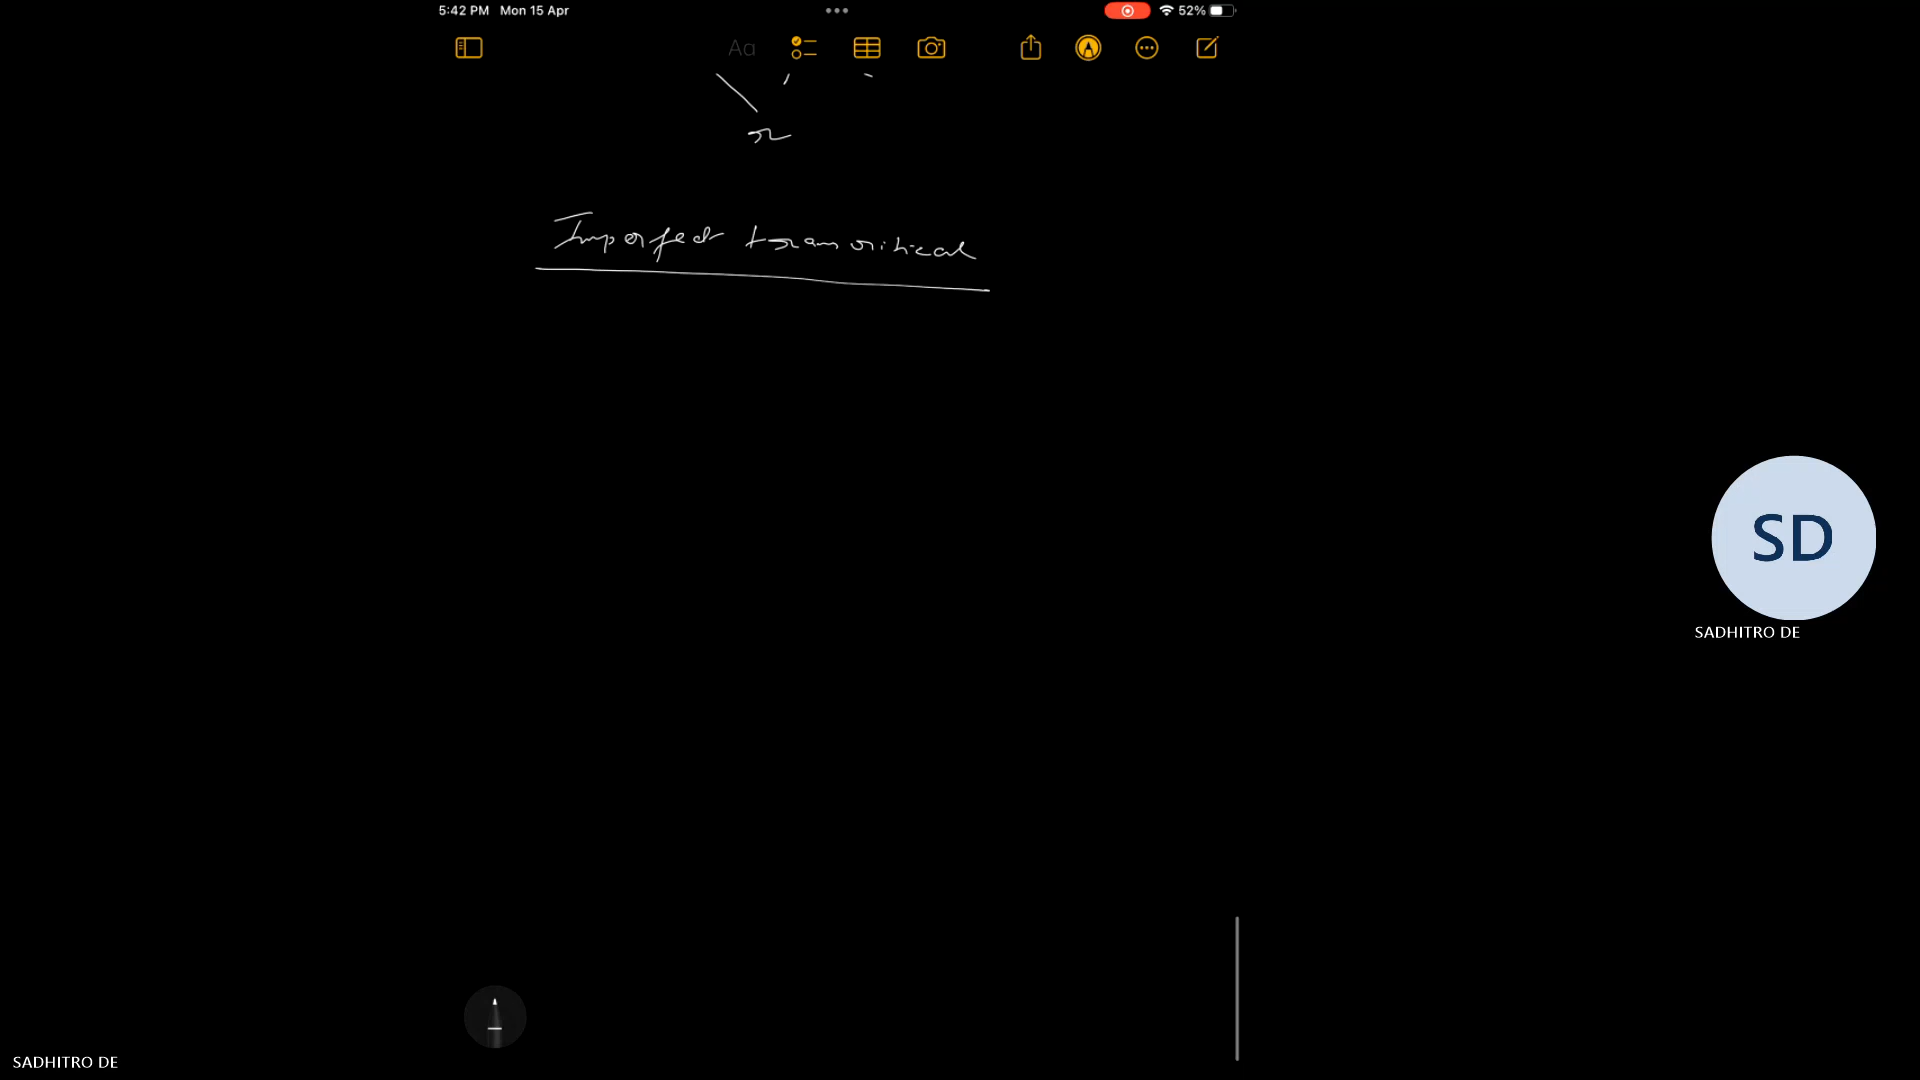 5:42 PM Mon 15 Apr
52%
Aa
r
Imperfect transcritical
SD
SADHITRO DE
SADHITRO DE